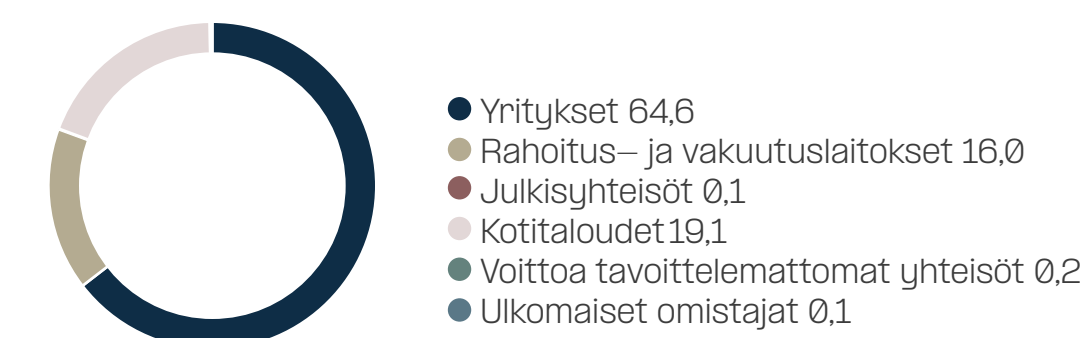 Yritykset 64,6
Rahoitus– ja vakuutuslaitokset 16,0
Julkisyhteisöt 0,1
Kotitaloudet 19,1
Voittoa tavoittelemattomat yhteisöt 0,2
Ulkomaiset omistajat 0,1